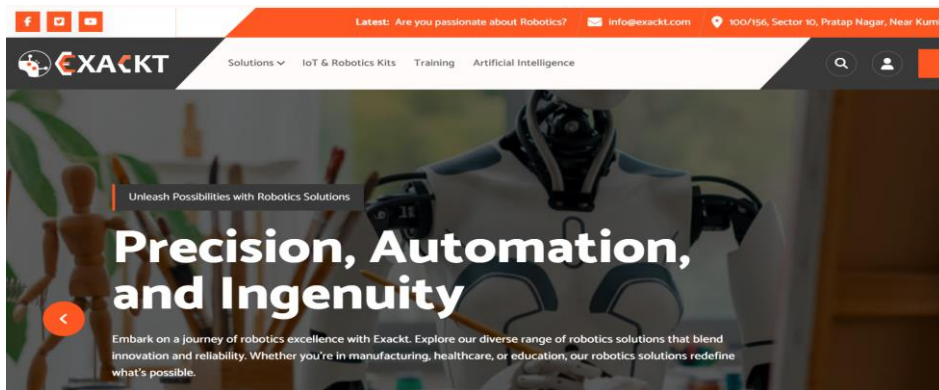 Latest: Are you passionate about Robotics? info@exackt.com 100/156, Sector 10, Pratap Nagar, Near
EXACKT
Solutions IoT & Robotics Kits Training Artificial Intelligence
Unleash Possibilities with Robotics Solutions
Precision, Automation,
and Ingenuity
Embark on a journey of robotics excellence with Exackt. Explore our diverse range of robotics solutions that blend
innovation and reliability. Whether you're in manufacturing, healthcare, or education, our robotics solutions redefine
what's possible.